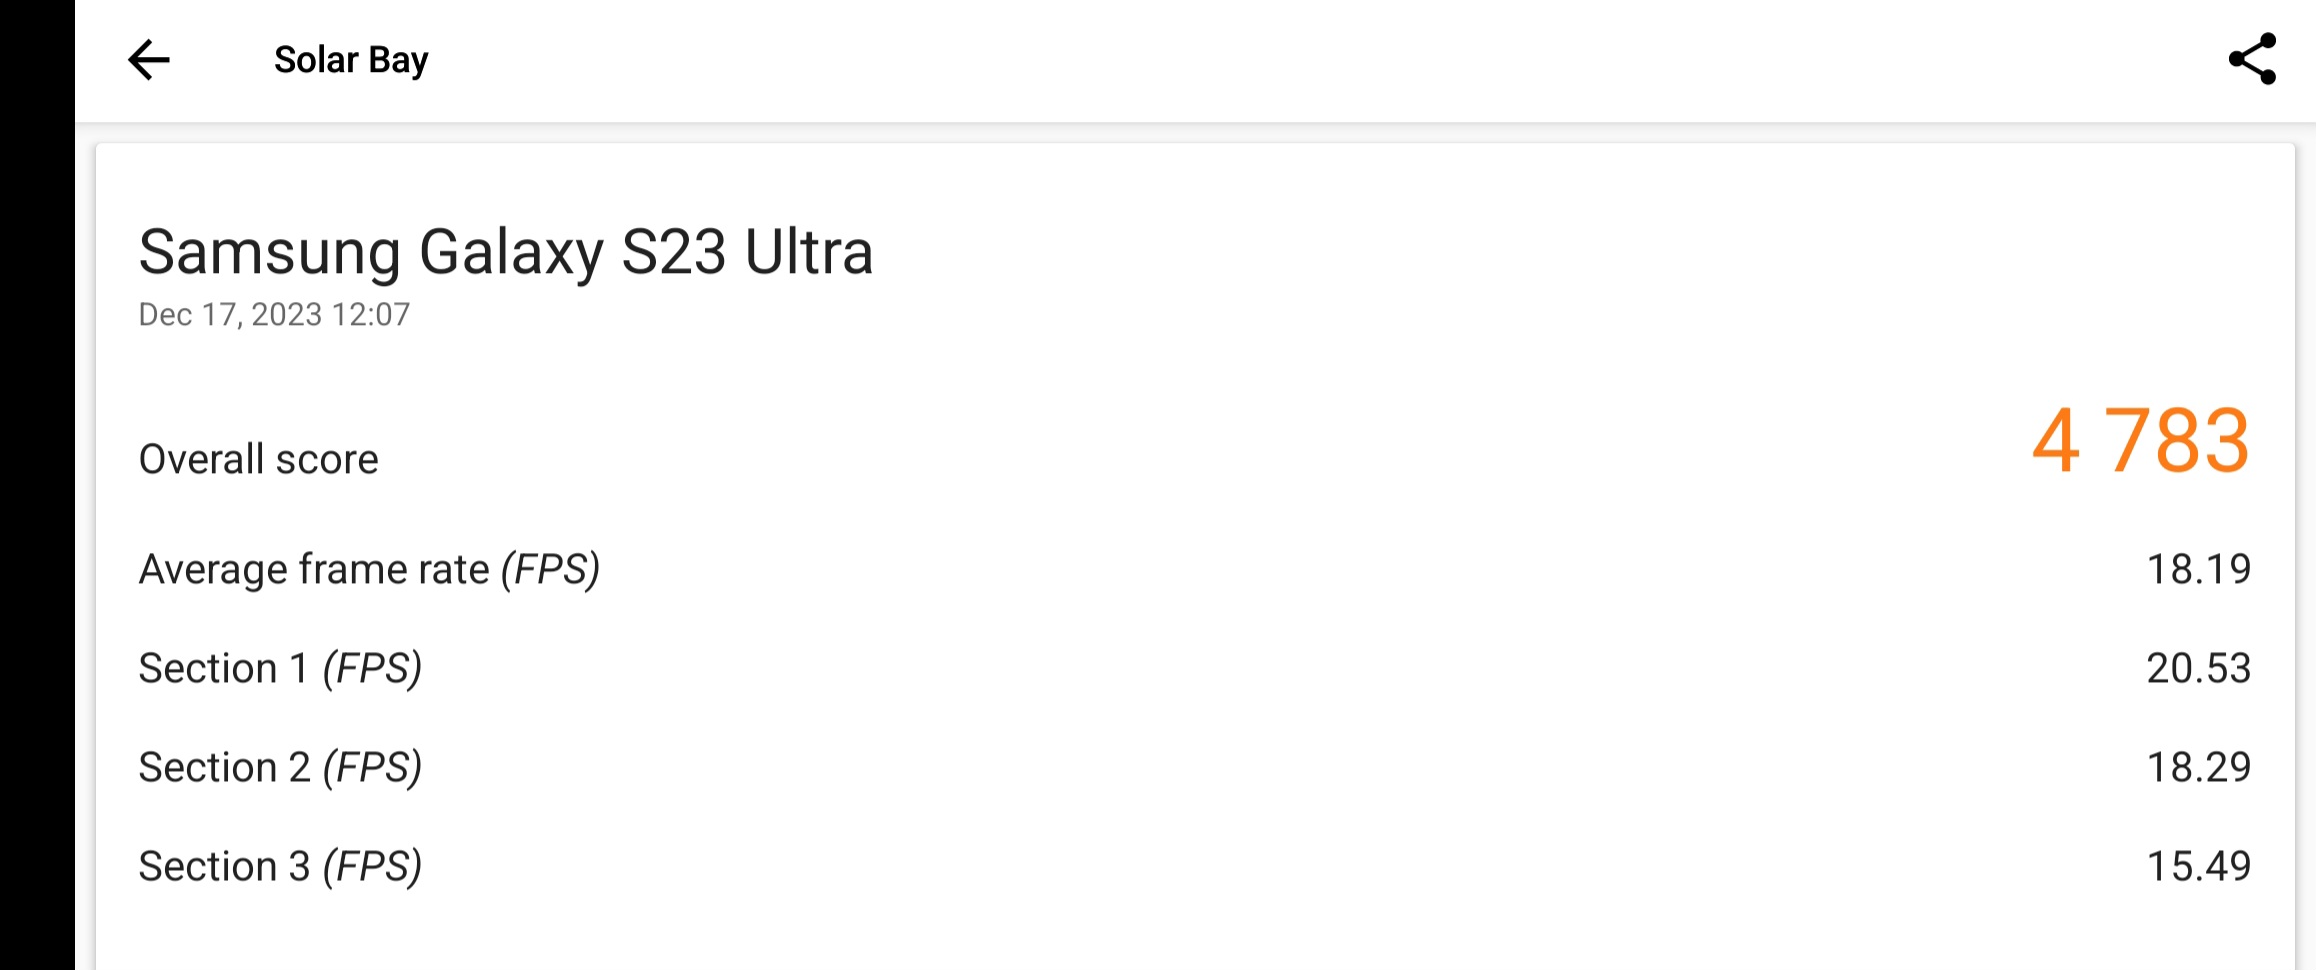 Solar Bay
Samsung Galaxy S23 Ultra
Dec 17, 2023 12:07
Overall score 4 783
Average frame rate (FPS) 18.19
Section 1 (FPS) 20.53
Section 2 (FPS) 18.29
Section 3 (FPS) 15.49